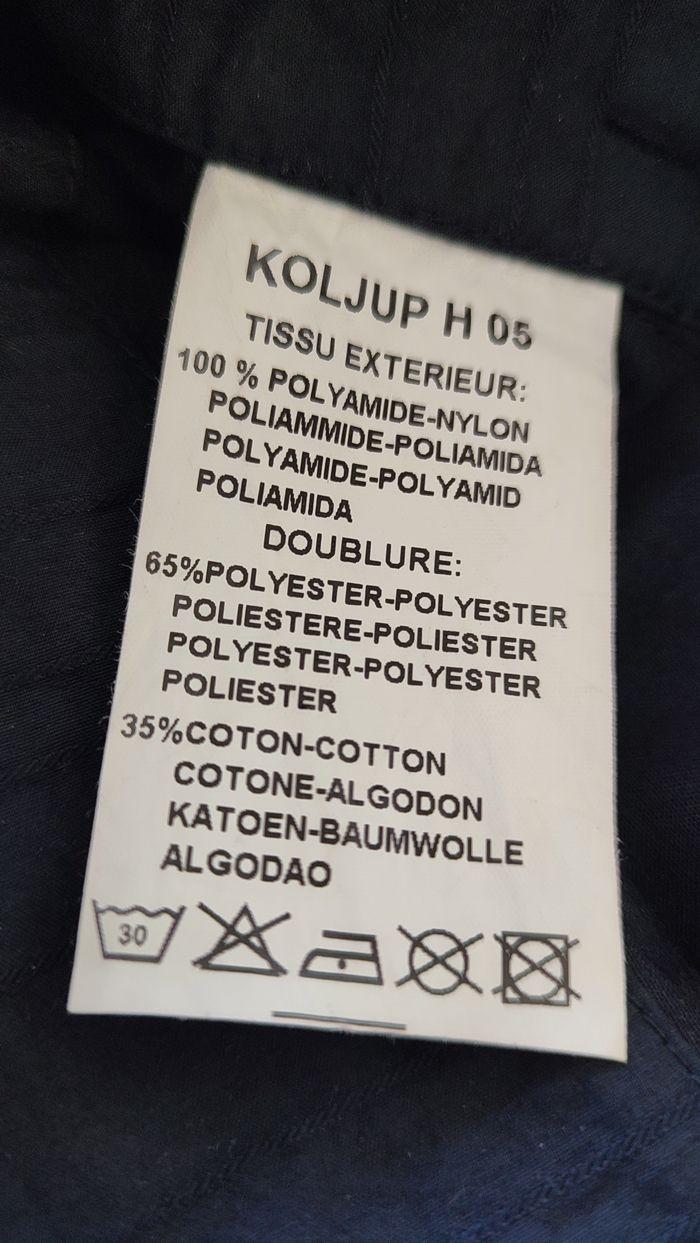 KOLJUP H 05
TISSU EXTERIEUR:
100 % POLYAMIDE-NYLON
POLIAMMIDE-POLIAMIDA
POLYAMIDE-POLYAMID
POLIAMIDA
DOUBLURE:
65%POLYESTER-POLYESTER
POLIESTERE-POLIESTER
POLYESTER-POLYESTER
POLIESTER
35%COTON-COTTON
COTONE-ALGODON
KATOEN-BAUMWOLLE
ALGODAO
30